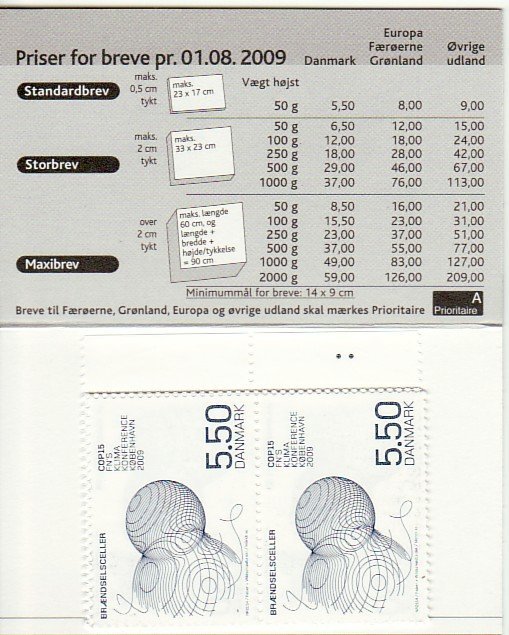 Europa
Færøerne Øvrige
Priser for breve pr. 01.08. 2009 Danmark Grønland udland
Standardbrev
maks.
0,5 cm
tykt
maks.
23 x 17 cm
Vægt højst
50 g 5,50 8,00 9,00
Storbrev
maks.
2 cm
tykt
maks.
33 x 23 cm
50 g 6,50 12,00 15,00
100 g 12,00 18,00 24,00
250 g 18,00 28,00 42,00
500 g 29,00 46,00 67,00
1000 g 37,00 76,00 113,00
Maxibrev
over
2 cm
tykt
maks. længde
60 cm, og
længde +
bredde +
højde/tykkelse
= 90 cm
50 g 8,50 16,00 21,00
100 g 15,50 23,00 31,00
250 g 23,00 37,00 51,00
500 g 37,00 55,00 77,00
1000 g 49,00 83,00 127,00
2000 g 59,00 126,00 209,00
Minimummål for breve: 14 x 9 cm
Breve til Færøerne, Grønland, Europa og øvrige udland skal mærkes Prioritaire
A
Prioritaire
COP15
FN'S
KLIMA
KONFERENCE
KØBENHAVN
2009
5.50
DANMARK
BRÆNDSELSCELLER
COP15
FN'S
KLIMA
KONFERENCE
KØBENHAVN
2009
5.50
DANMARK
BRÆNDSELSCELLER